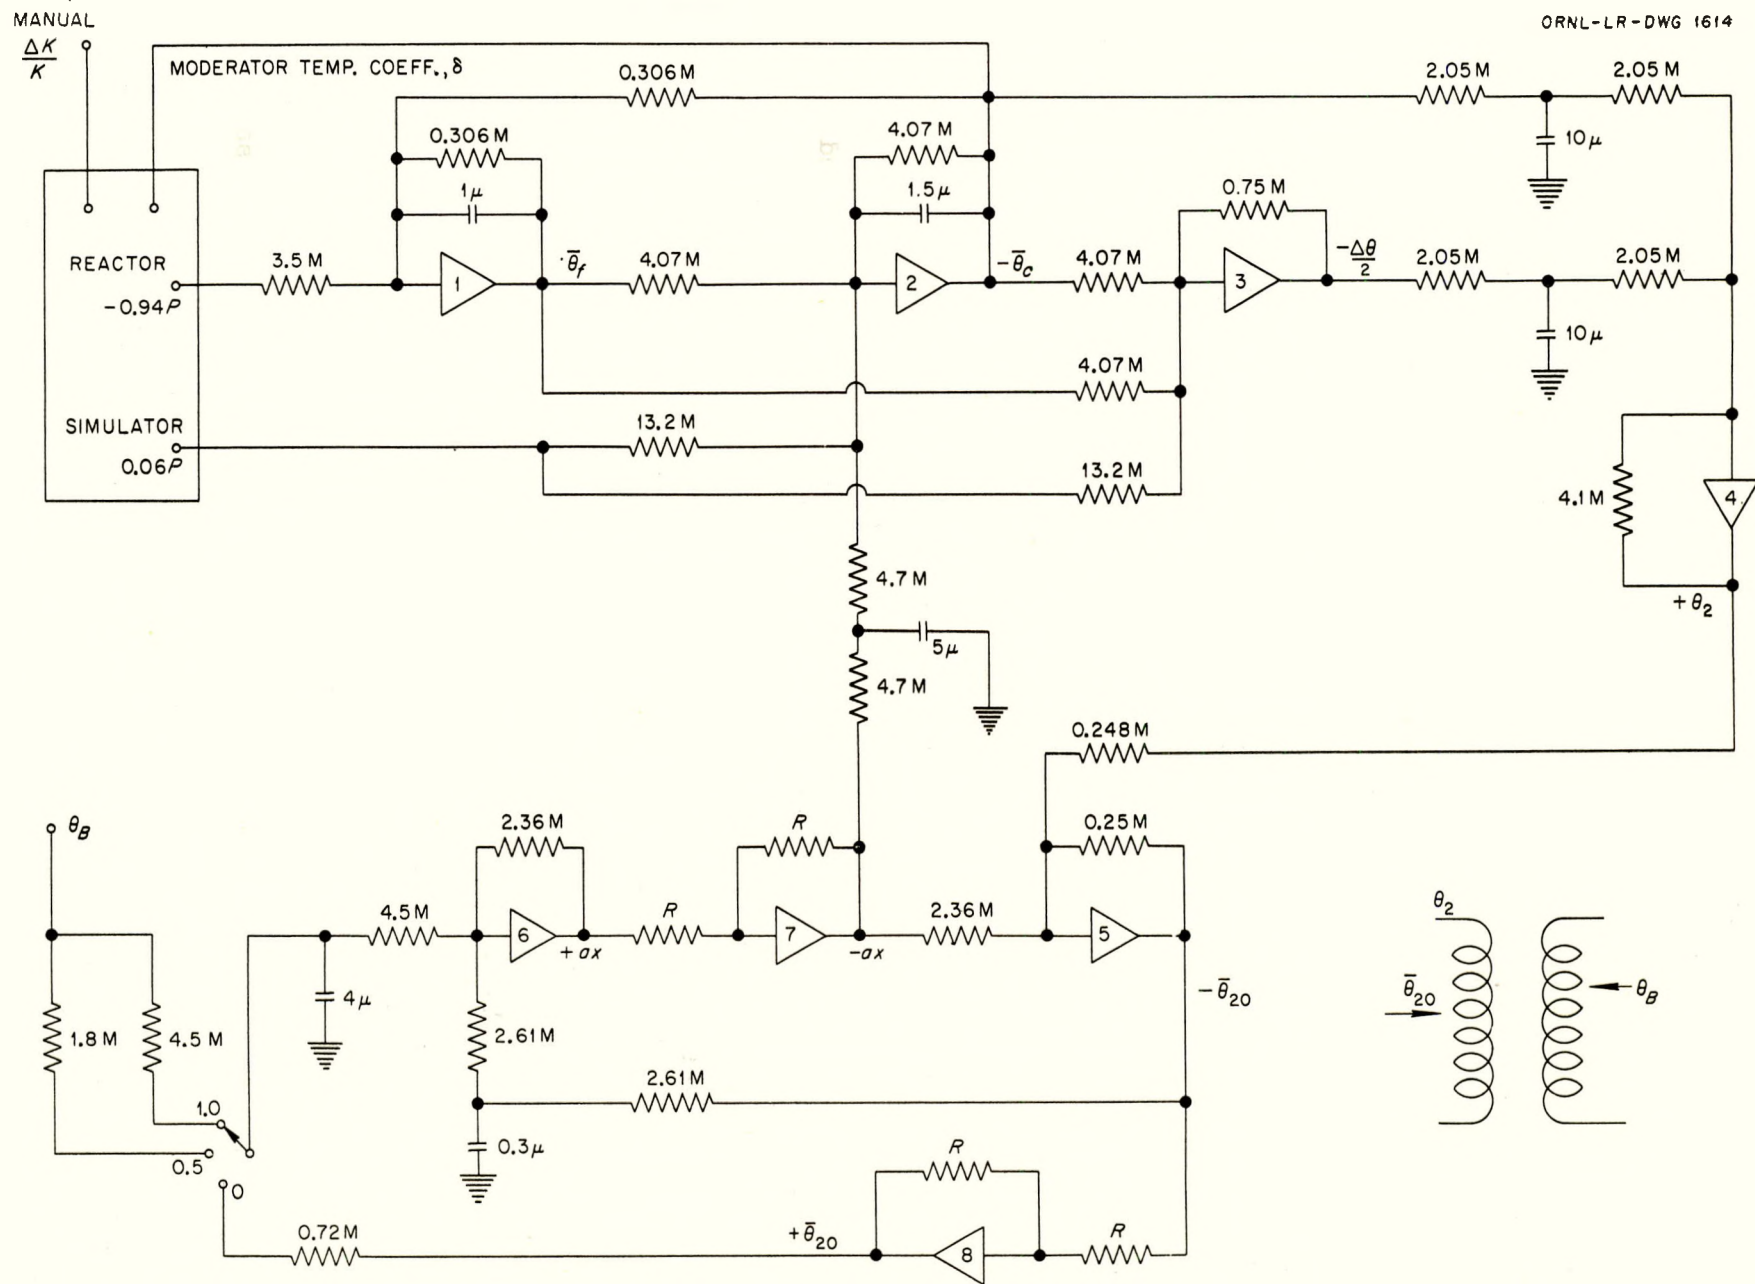 MANUAL
ΔK/K
ORNL-LR-DWG 1614
MODERATOR TEMP. COEFF., δ
0.306 M
2.05 M
2.05 M
0.306 M
4.07 M
10 μ
1 μ
1.5 μ
0.75 M
REACTOR
3.5 M
1
θ̅f
4.07 M
2
-θ̅c
4.07 M
3
-Δθ/2
2.05 M
2.05 M
-0.94P
10 μ
4.07 M
SIMULATOR
13.2 M
0.06P
13.2 M
4.1 M
4
4.7 M
+θ2
5 μ
4.7 M
0.248 M
θB
2.36 M
R
0.25 M
4.5 M
6
+ax
R
7
-ax
2.36 M
5
θ2
4 μ
-θ̅20
θ̅20
θB
1.8 M
4.5 M
2.61 M
2.61 M
1.0
0.5
0.3 μ
0
R
0.72 M
+θ̅20
8
R